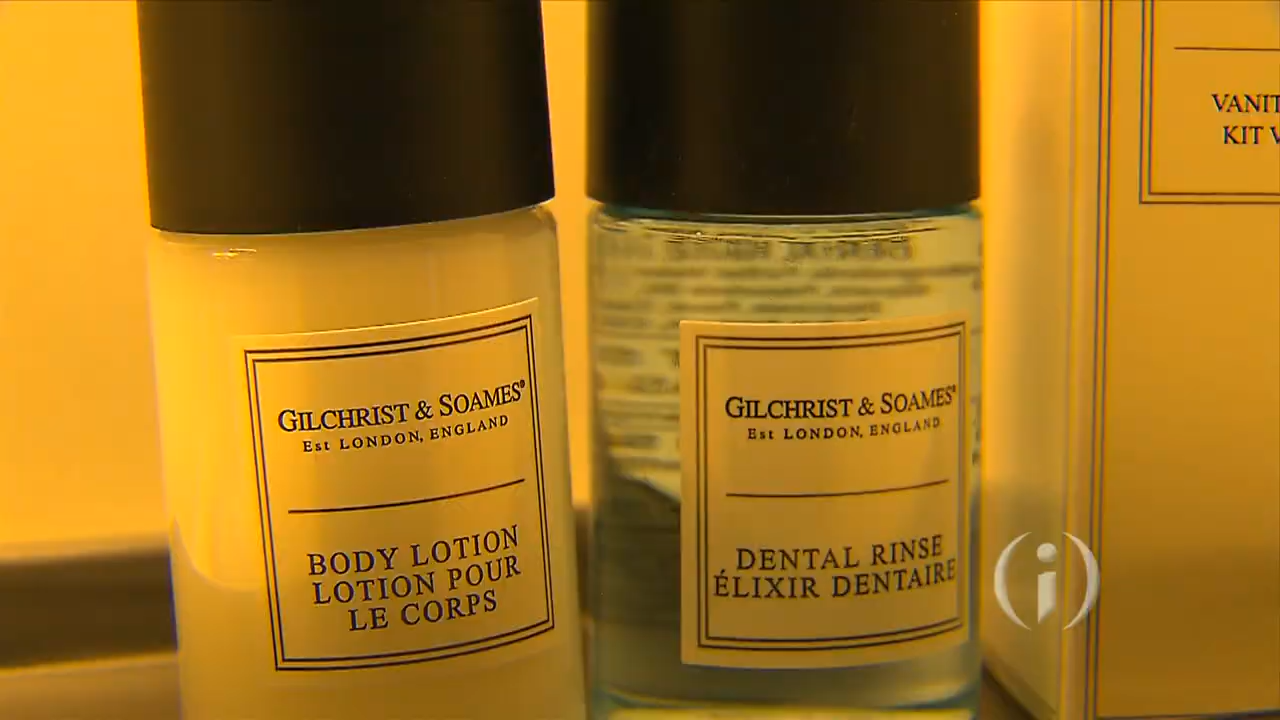 GILCHRIST & SOAMES®
Est LONDON, ENGLAND
BODY LOTION
LOTION POUR
LE CORPS
GILCHRIST & SOAMES®
Est LONDON, ENGLAND
DENTAL RINSE
ÉLIXIR DENTAIRE
KIT
(i)